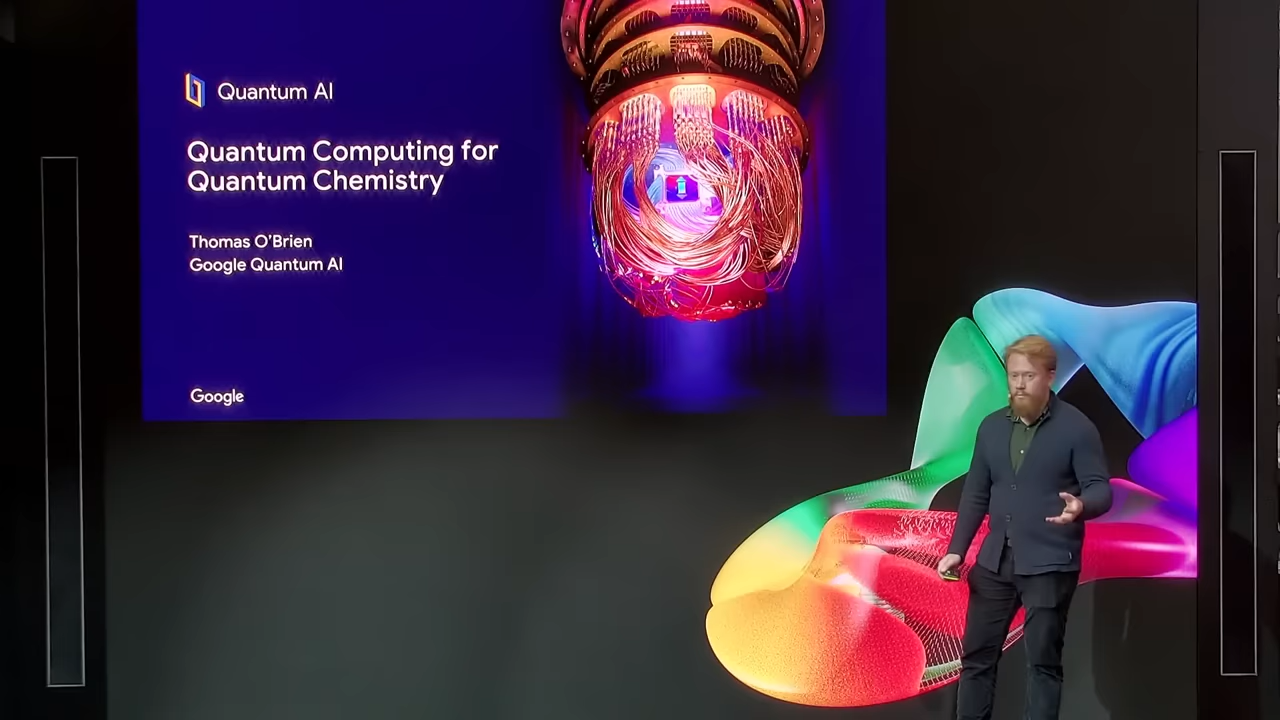 Quantum AI
Quantum Computing for
Quantum Chemistry
Thomas O'Brien
Google Quantum AI
Google